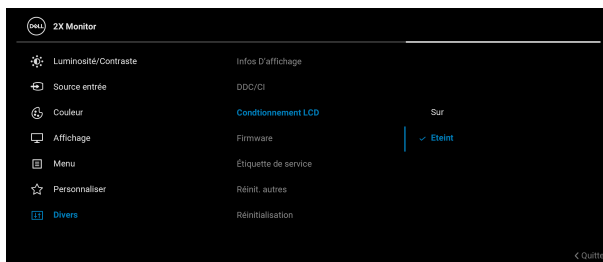 DELL 2X Monitor
Luminosité/Contraste Infos D'affichage
Source entrée DDC/CI
Couleur Condtionnement LCD Sur
Affichage Firmware Eteint
Menu Étiquette de service
Personnaliser Réinit. autres
Divers Réinitialisation
Quitte